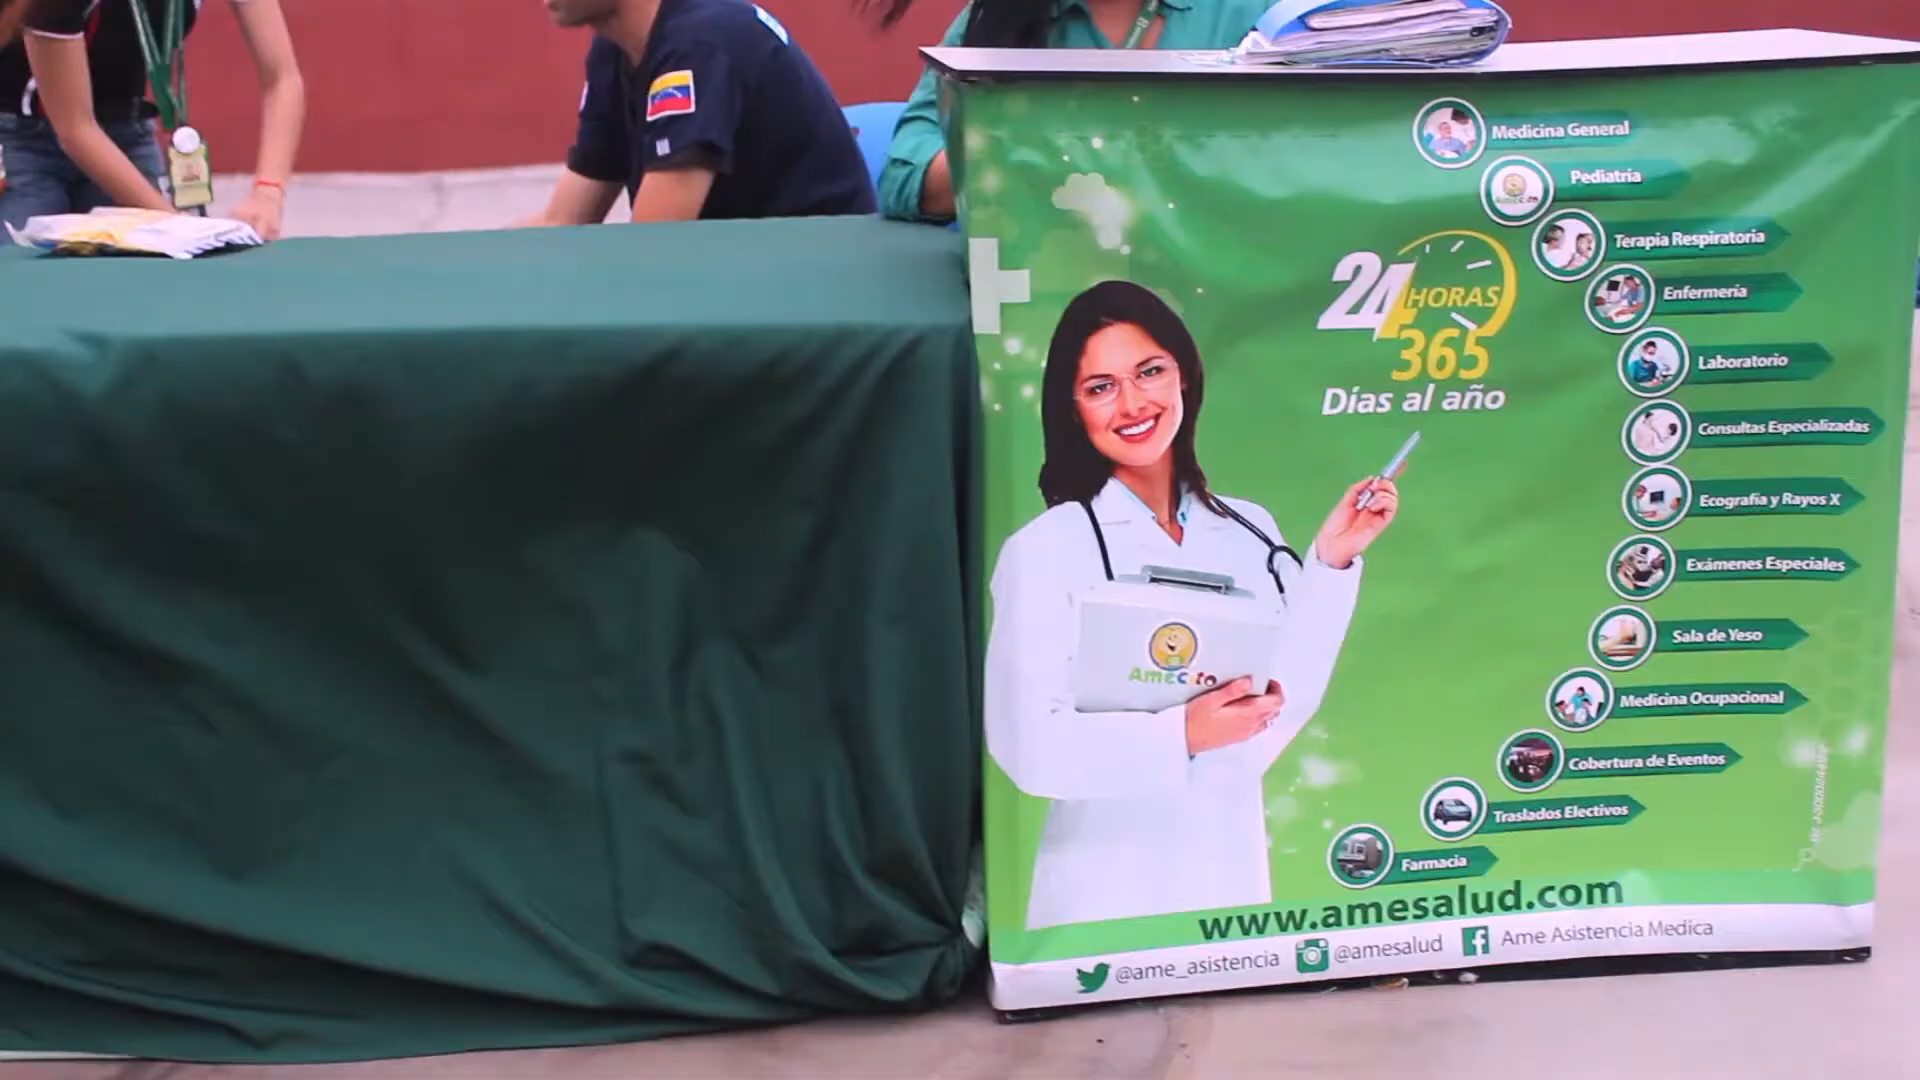 Medicina General
Pediatria
Terapia Respiratoria
Enfermería
Laboratorio
Consultas Especializadas
Ecografía y Rayos X
Exámenes Especiales
Sala de Yeso
Medicina Ocupacional
Cobertura de Eventos
Traslados Electivos
Farmacia
24 HORAS
365
Días al año
Amecito
www.amesalud.com
@ame_asistencia @amesalud Ame Asistencia Medica